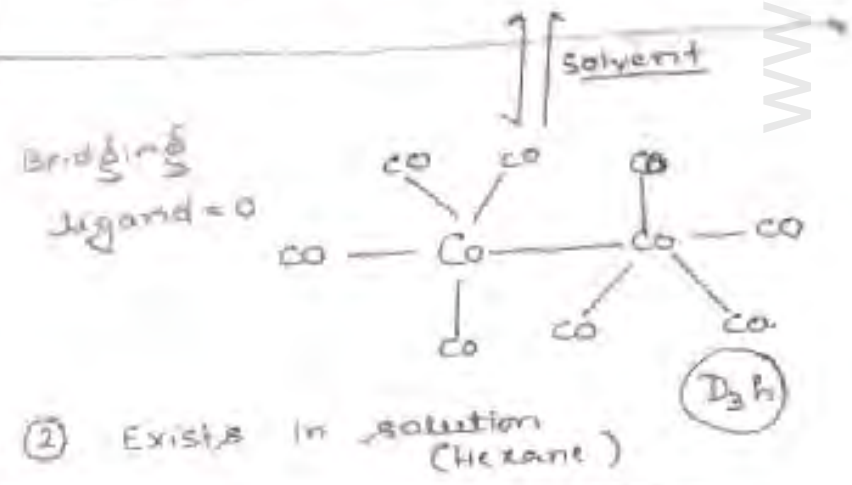 Solvent
WW
Bridging
ligand = 0
CO CO CO
CO — Co — Co — CO
CO CO CO
D3h
② Exists in solution
(Hexane)